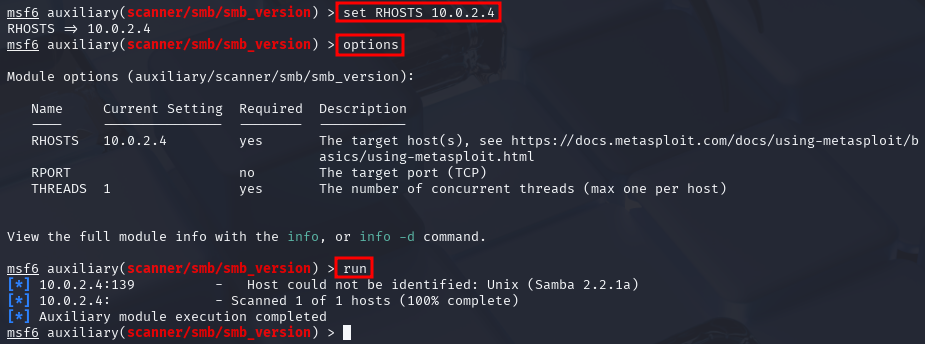 msf6 auxiliary(scanner/smb/smb_version) > set RHOSTS 10.0.2.4
RHOSTS => 10.0.2.4
msf6 auxiliary(scanner/smb/smb_version) > options
Module options (auxiliary/scanner/smb/smb_version):
Name Current Setting Required Description
---- --------------- -------- -----------
RHOSTS 10.0.2.4 yes The target host(s), see https://docs.metasploit.com/docs/using-metasploit/b
asics/using-metasploit.html
RPORT no The target port (TCP)
THREADS 1 yes The number of concurrent threads (max one per host)
View the full module info with the info, or info -d command.
msf6 auxiliary(scanner/smb/smb_version) > run
[*] 10.0.2.4:139 - Host could not be identified: Unix (Samba 2.2.1a)
[*] 10.0.2.4: - Scanned 1 of 1 hosts (100% complete)
[*] Auxiliary module execution completed
msf6 auxiliary(scanner/smb/smb_version) >